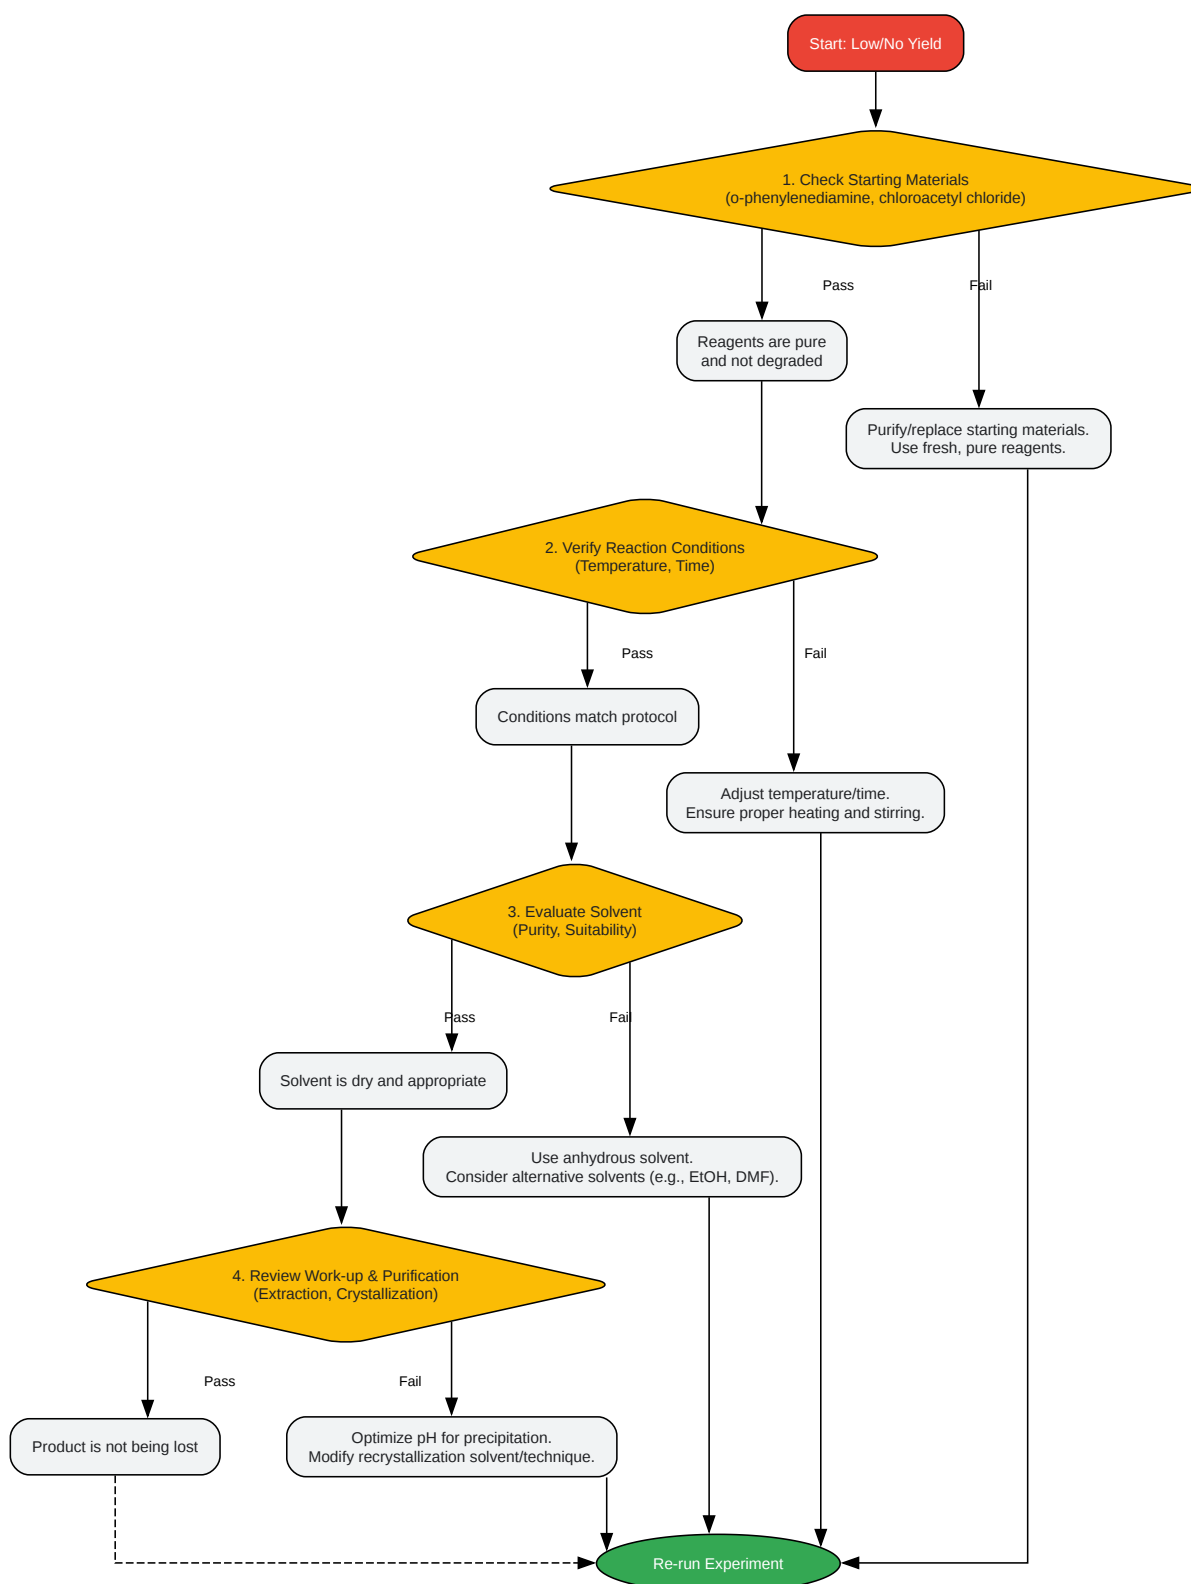 Start: Low/No Yield
1. Check Starting Materials
(o-phenylenediamine, chloroacetyl chloride)
Pass
Fail
Reagents are pure
and not degraded
Purify/replace starting materials.
Use fresh, pure reagents.
2. Verify Reaction Conditions
(Temperature, Time)
Pass
Fail
Conditions match protocol
Adjust temperature/time.
Ensure proper heating and stirring.
3. Evaluate Solvent
(Purity, Suitability)
Pass
Fail
Solvent is dry and appropriate
Use anhydrous solvent.
Consider alternative solvents (e.g., EtOH, DMF).
4. Review Work-up & Purification
(Extraction, Crystallization)
Pass
Fail
Product is not being lost
Optimize pH for precipitation.
Modify recrystallization solvent/technique.
Re-run Experiment